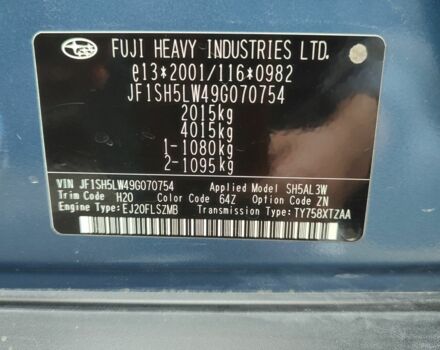 FUJI HEAVY INDUSTRIES LTD.
e13*2001/116*0982
JF1SH5LW49G070754
2015kg
4015kg
1-1080kg
2-1095kg
VIN JF1SH5LW49G070754 Applied Model SH5AL3W
Trim Code H20 Color Code 64Z Option Code ZN
Engine Type:EJ20FLSZMB Transmission Type:TY758XTZAA